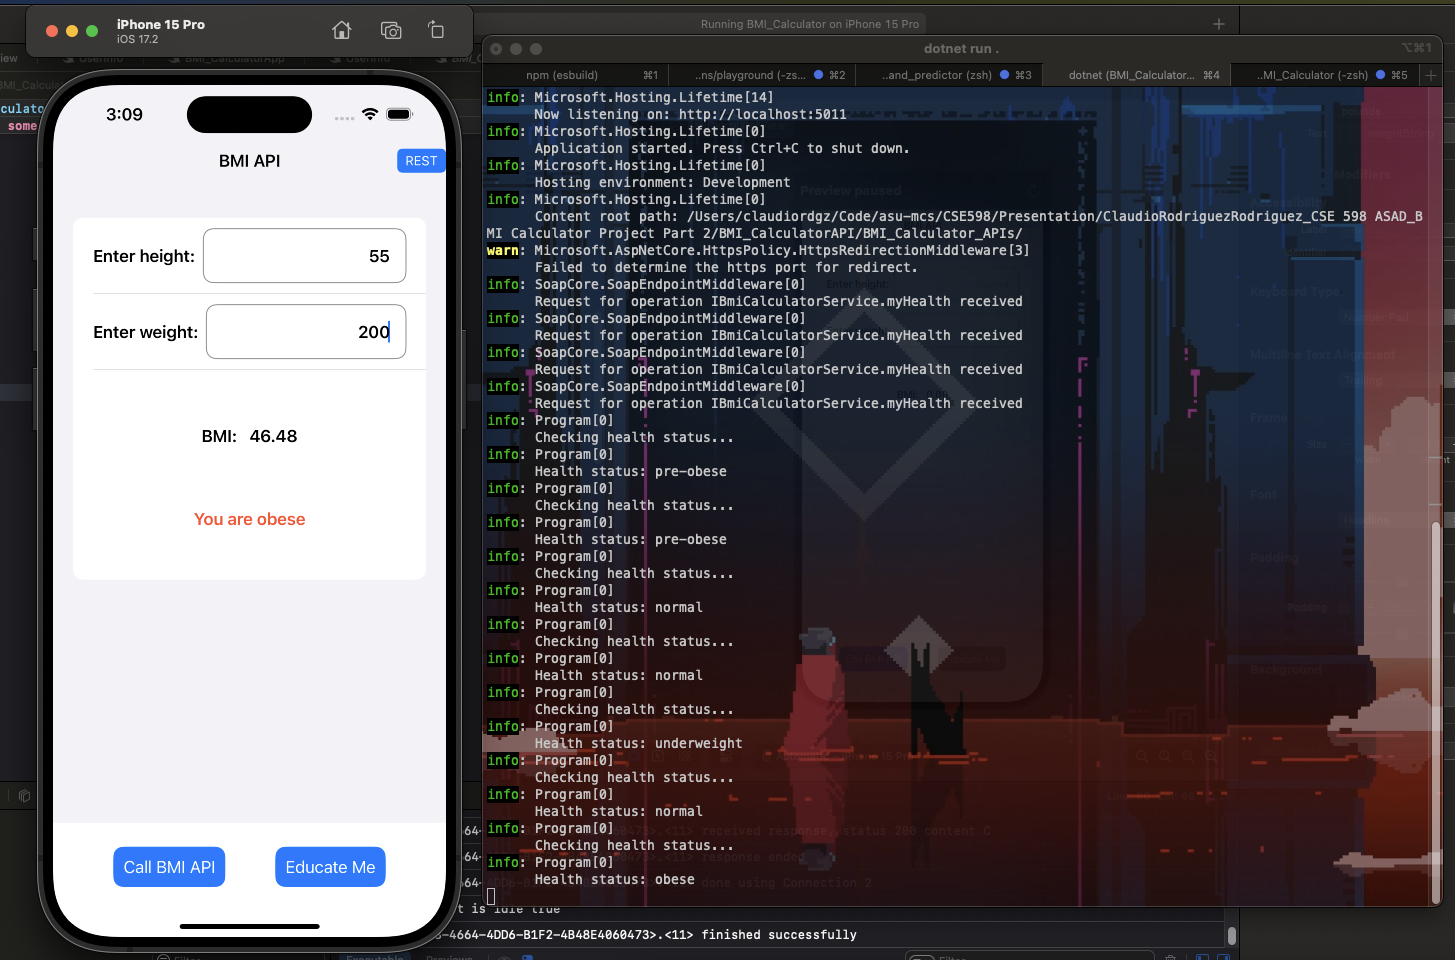 iPhone 15 Pro
iOS 17.2
Running BMI_Calculator on iPhone 15 Pro
3:09
BMI API
REST
Enter height:
55
Enter weight:
200
BMI: 46.48
You are obese
Call BMI API
Educate Me
dotnet run .
⌥⌘1
npm (esbuild) ⌘1
..ns/playground (-zs... ⌘2
..and_predictor (zsh) ⌘3
dotnet (BMI_Calculator... ⌘4
..MI_Calculator (-zsh) ⌘5
info: Microsoft.Hosting.Lifetime[14]
Now listening on: http://localhost:5011
info: Microsoft.Hosting.Lifetime[0]
Application started. Press Ctrl+C to shut down.
info: Microsoft.Hosting.Lifetime[0]
Hosting environment: Development
info: Microsoft.Hosting.Lifetime[0]
Content root path: /Users/claudiordgz/Code/asu-mcs/CSE598/Presentation/ClaudioRodriguezRodriguez_CSE 598 ASAD_B
MI Calculator Project Part 2/BMI_CalculatorAPI/BMI_Calculator_APIs/
warn: Microsoft.AspNetCore.HttpsPolicy.HttpsRedirectionMiddleware[3]
Failed to determine the https port for redirect.
info: SoapCore.SoapEndpointMiddleware[0]
Request for operation IBmiCalculatorService.myHealth received
info: SoapCore.SoapEndpointMiddleware[0]
Request for operation IBmiCalculatorService.myHealth received
info: SoapCore.SoapEndpointMiddleware[0]
Request for operation IBmiCalculatorService.myHealth received
info: SoapCore.SoapEndpointMiddleware[0]
Request for operation IBmiCalculatorService.myHealth received
info: Program[0]
Checking health status...
info: Program[0]
Health status: pre-obese
info: Program[0]
Checking health status...
info: Program[0]
Health status: pre-obese
info: Program[0]
Checking health status...
info: Program[0]
Health status: normal
info: Program[0]
Checking health status...
info: Program[0]
Health status: normal
info: Program[0]
Checking health status...
info: Program[0]
Health status: underweight
info: Program[0]
Checking health status...
info: Program[0]
Health status: normal
info: Program[0]
Checking health status...
info: Program[0]
Health status: obese
t is idle true
-4664-4DD6-B1F2-4B48E4060473>.<11> finished successfully